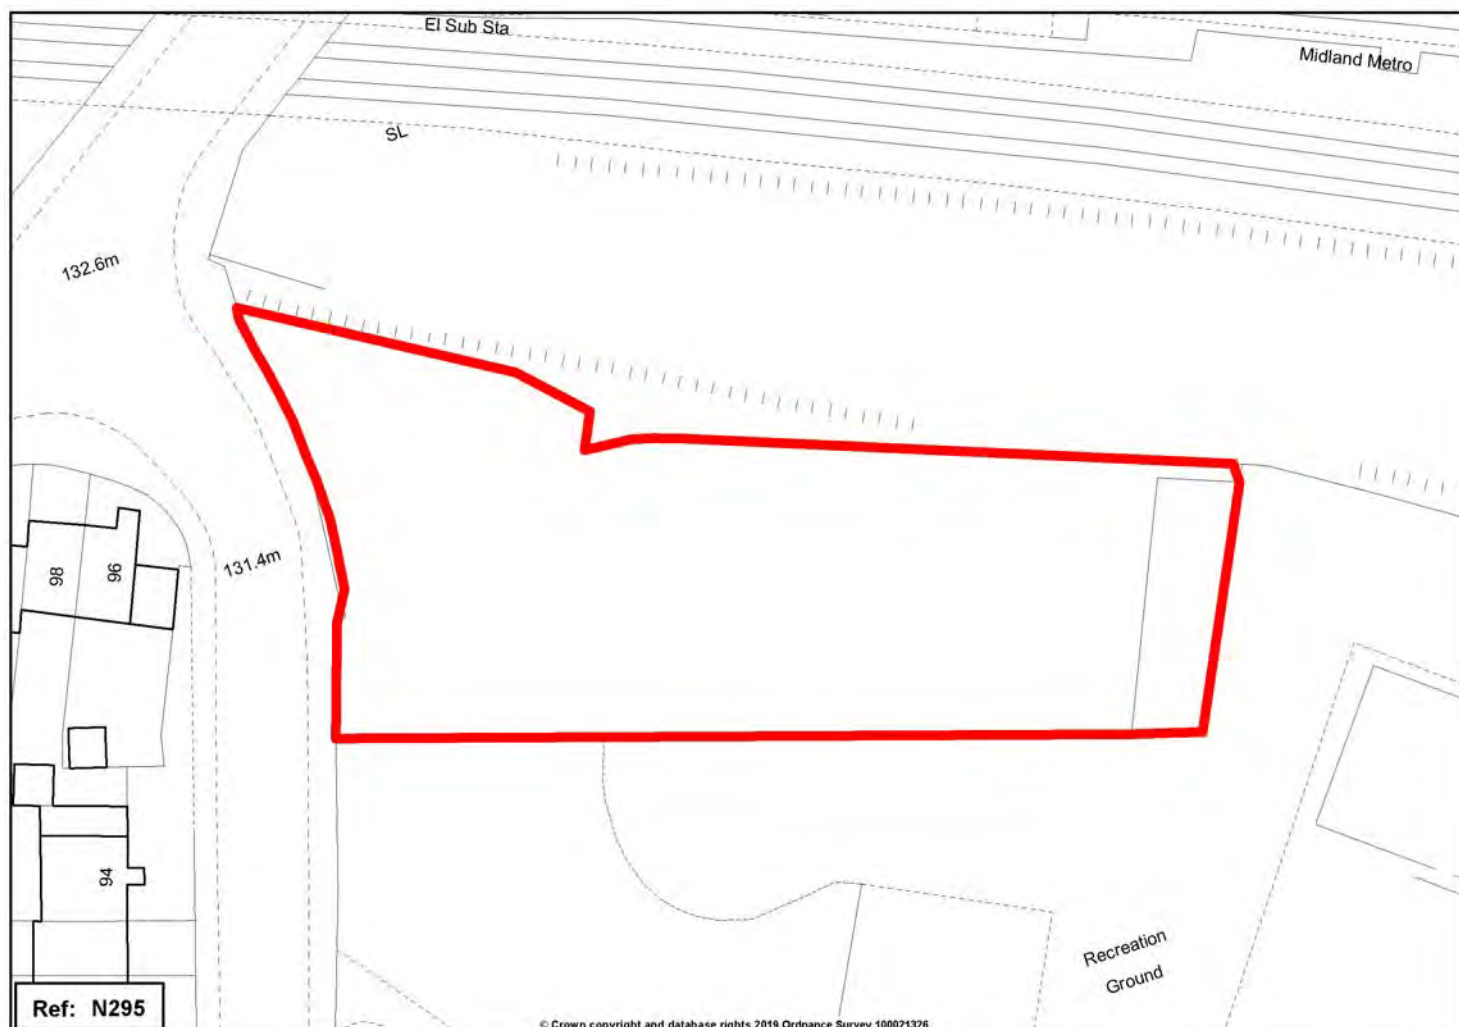 El Sub Sta
Midland Metro
SL
132.6m
131.4m
98
96
94
Recreation
Ground
Ref: N295
© Crown copyright and database rights 2019 Ordnance Survey 100021326